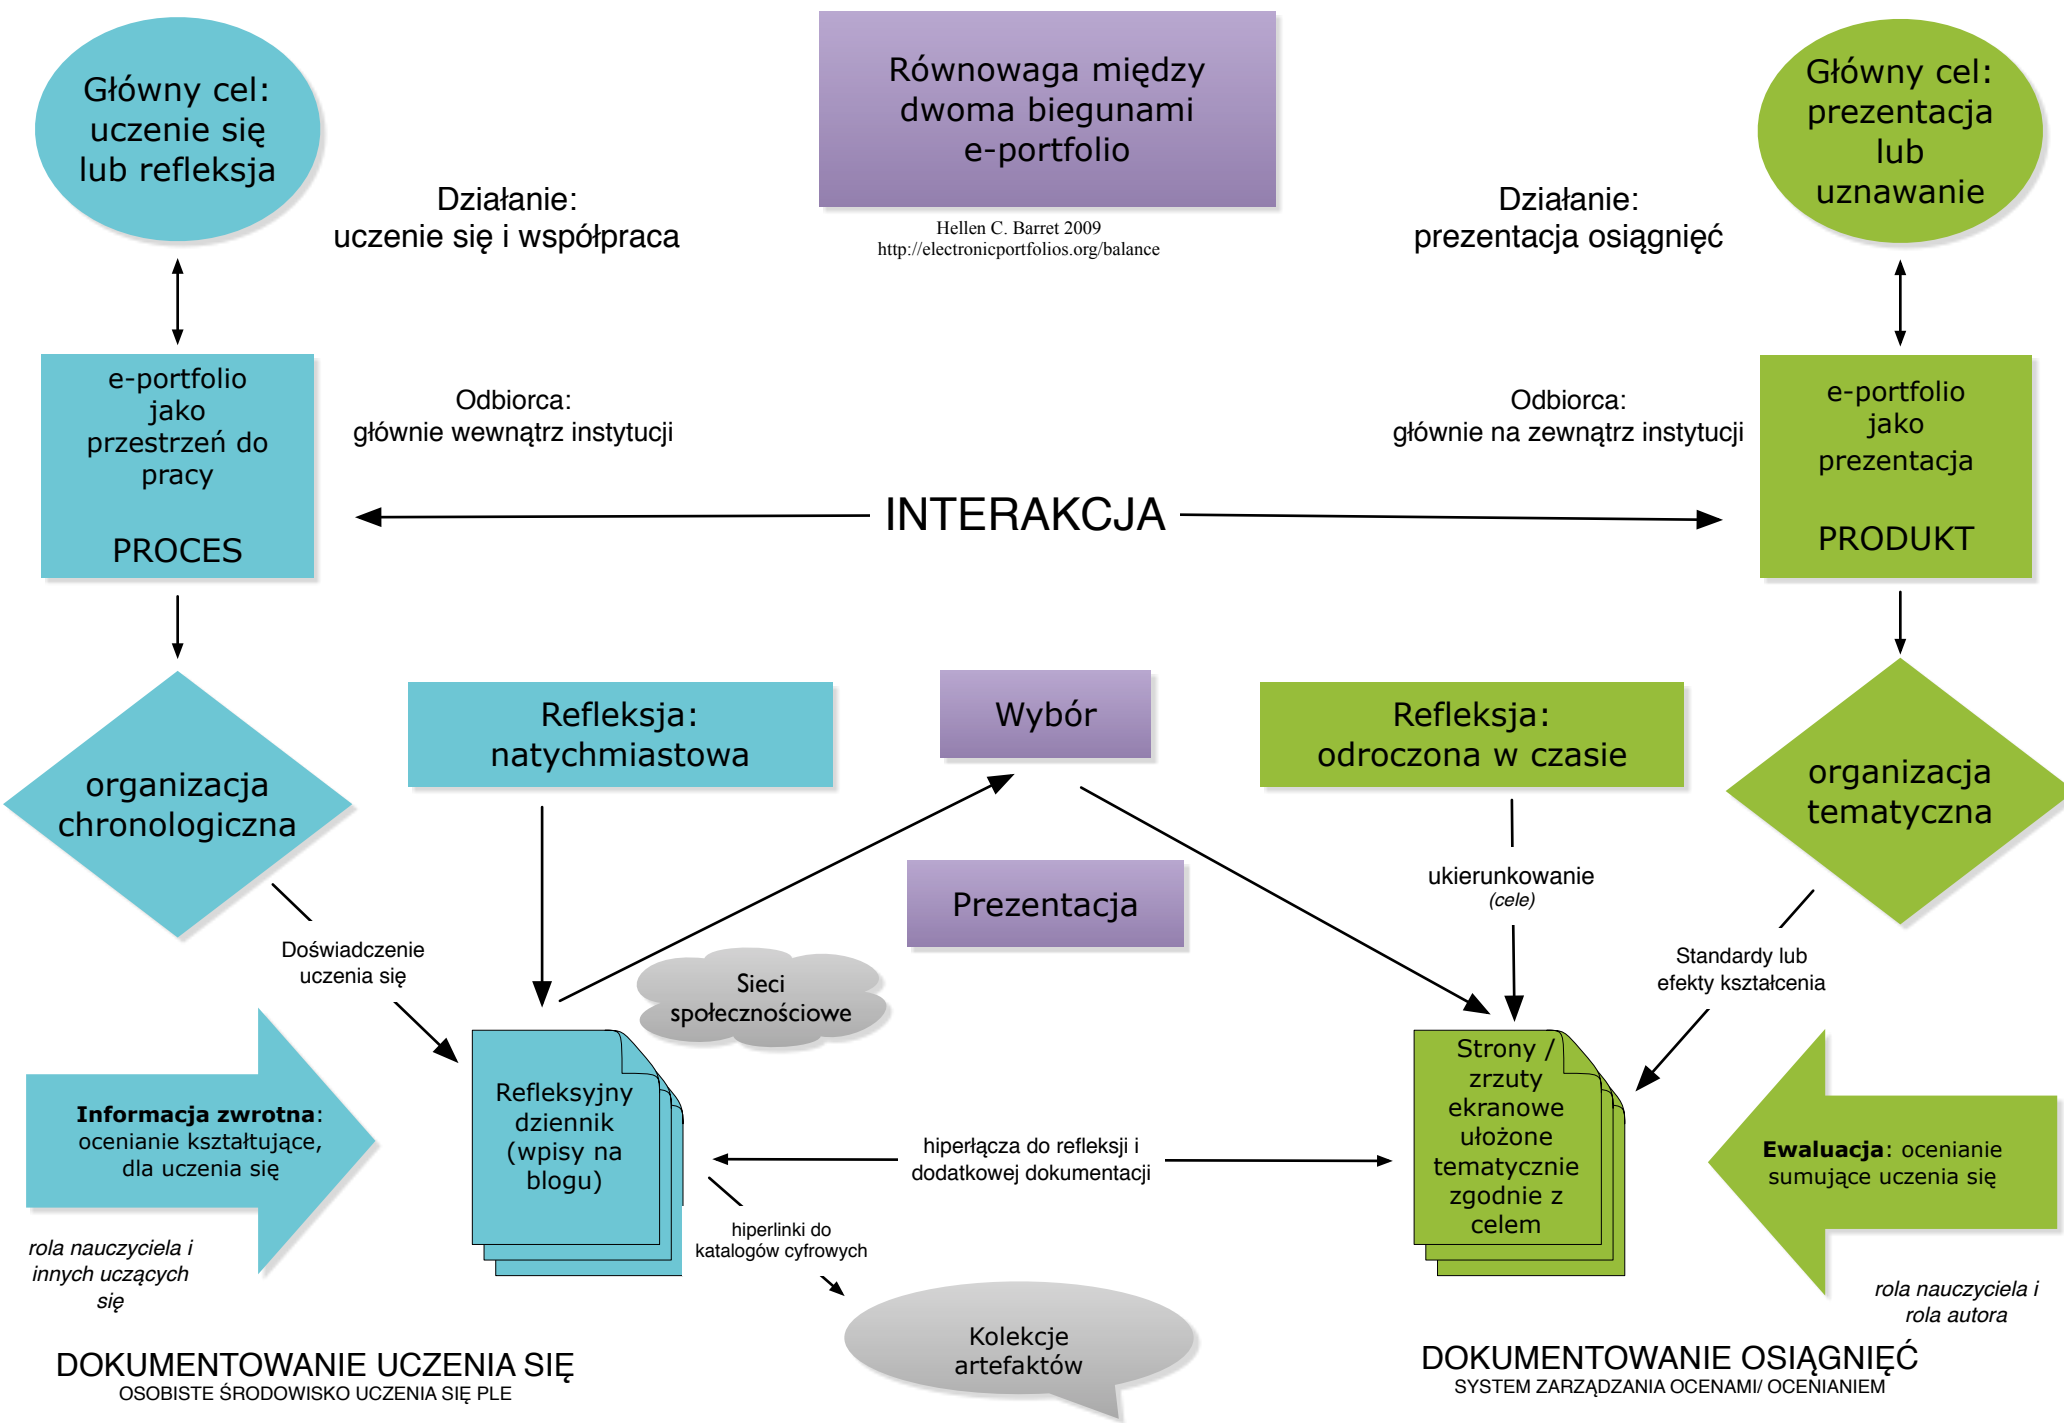 Główny cel:
uczenie się
lub refleksja
Równowaga między
dwoma biegunami
e-portfolio
Hellen C. Barret 2009
http://electronicportfolios.org/balance
Główny cel:
prezentacja
lub
uznawanie
Działanie:
uczenie się i współpraca
Działanie:
prezentacja osiągnięć
e-portfolio
jako
przestrzeń do
pracy
PROCES
Odbiorca:
głównie wewnątrz instytucji
Odbiorca:
głównie na zewnątrz instytucji
e-portfolio
jako
prezentacja
PRODUKT
INTERAKCJA
organizacja
chronologiczna
Refleksja:
natychmiastowa
Wybór
Refleksja:
odroczona w czasie
organizacja
tematyczna
Prezentacja
ukierunkowanie
(cele)
Doświadczenie
uczenia się
Sieci
społecznościowe
Standardy lub
efekty kształcenia
Informacja zwrotna:
ocenianie kształtujące,
dla uczenia się
Refleksyjny
dziennik
(wpisy na
blogu)
hiperłącza do refleksji i
dodatkowej dokumentacji
Strony /
zrzuty
ekranowe
ułożone
tematycznie
zgodnie z
celem
Ewaluacja: ocenianie
sumujące uczenia się
hiperlinki do
katalogów cyfrowych
rola nauczyciela i
innych uczących
się
rola nauczyciela i
rola autora
Kolekcje
artefaktów
DOKUMENTOWANIE UCZENIA SIĘ
OSOBISTE ŚRODOWISKO UCZENIA SIĘ PLE
DOKUMENTOWANIE OSIĄGNIĘĆ
SYSTEM ZARZĄDZANIA OCENAMI/ OCENIANIEM